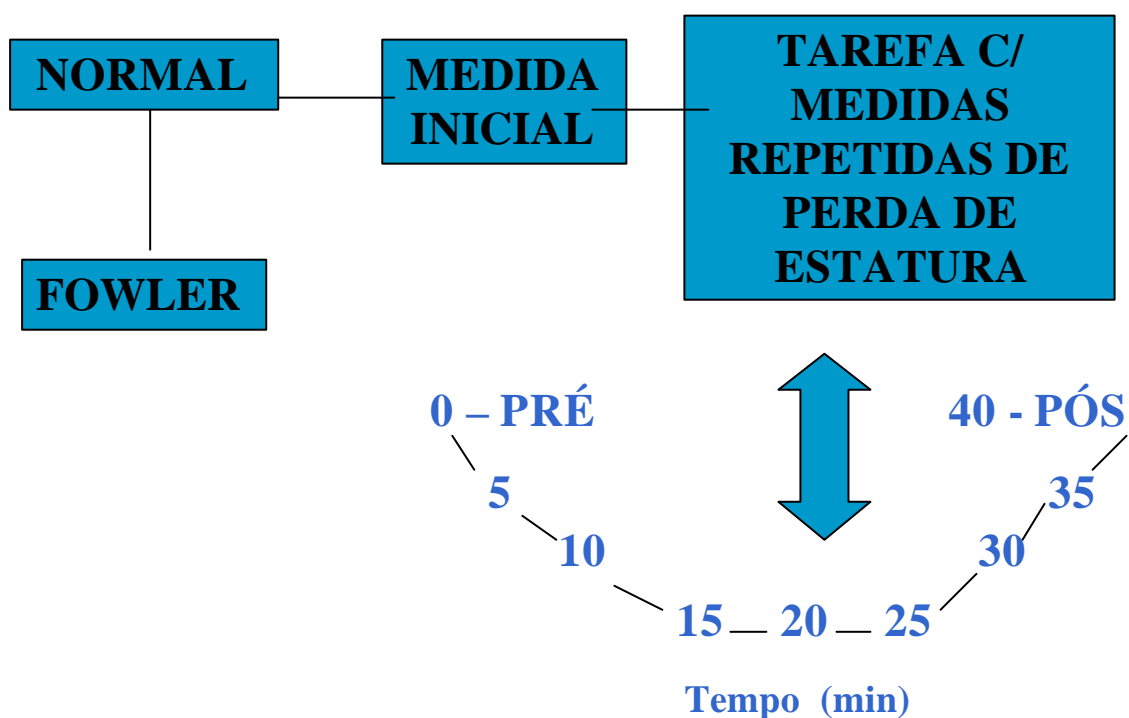 NORMAL
FOWLER
MEDIDA
INICIAL
TAREFA C/
MEDIDAS
REPETIDAS DE
PERDA DE
ESTATURA
0 – PRÉ
5
10
15
20
25
30
35
40 - PÓS
Tempo (min)